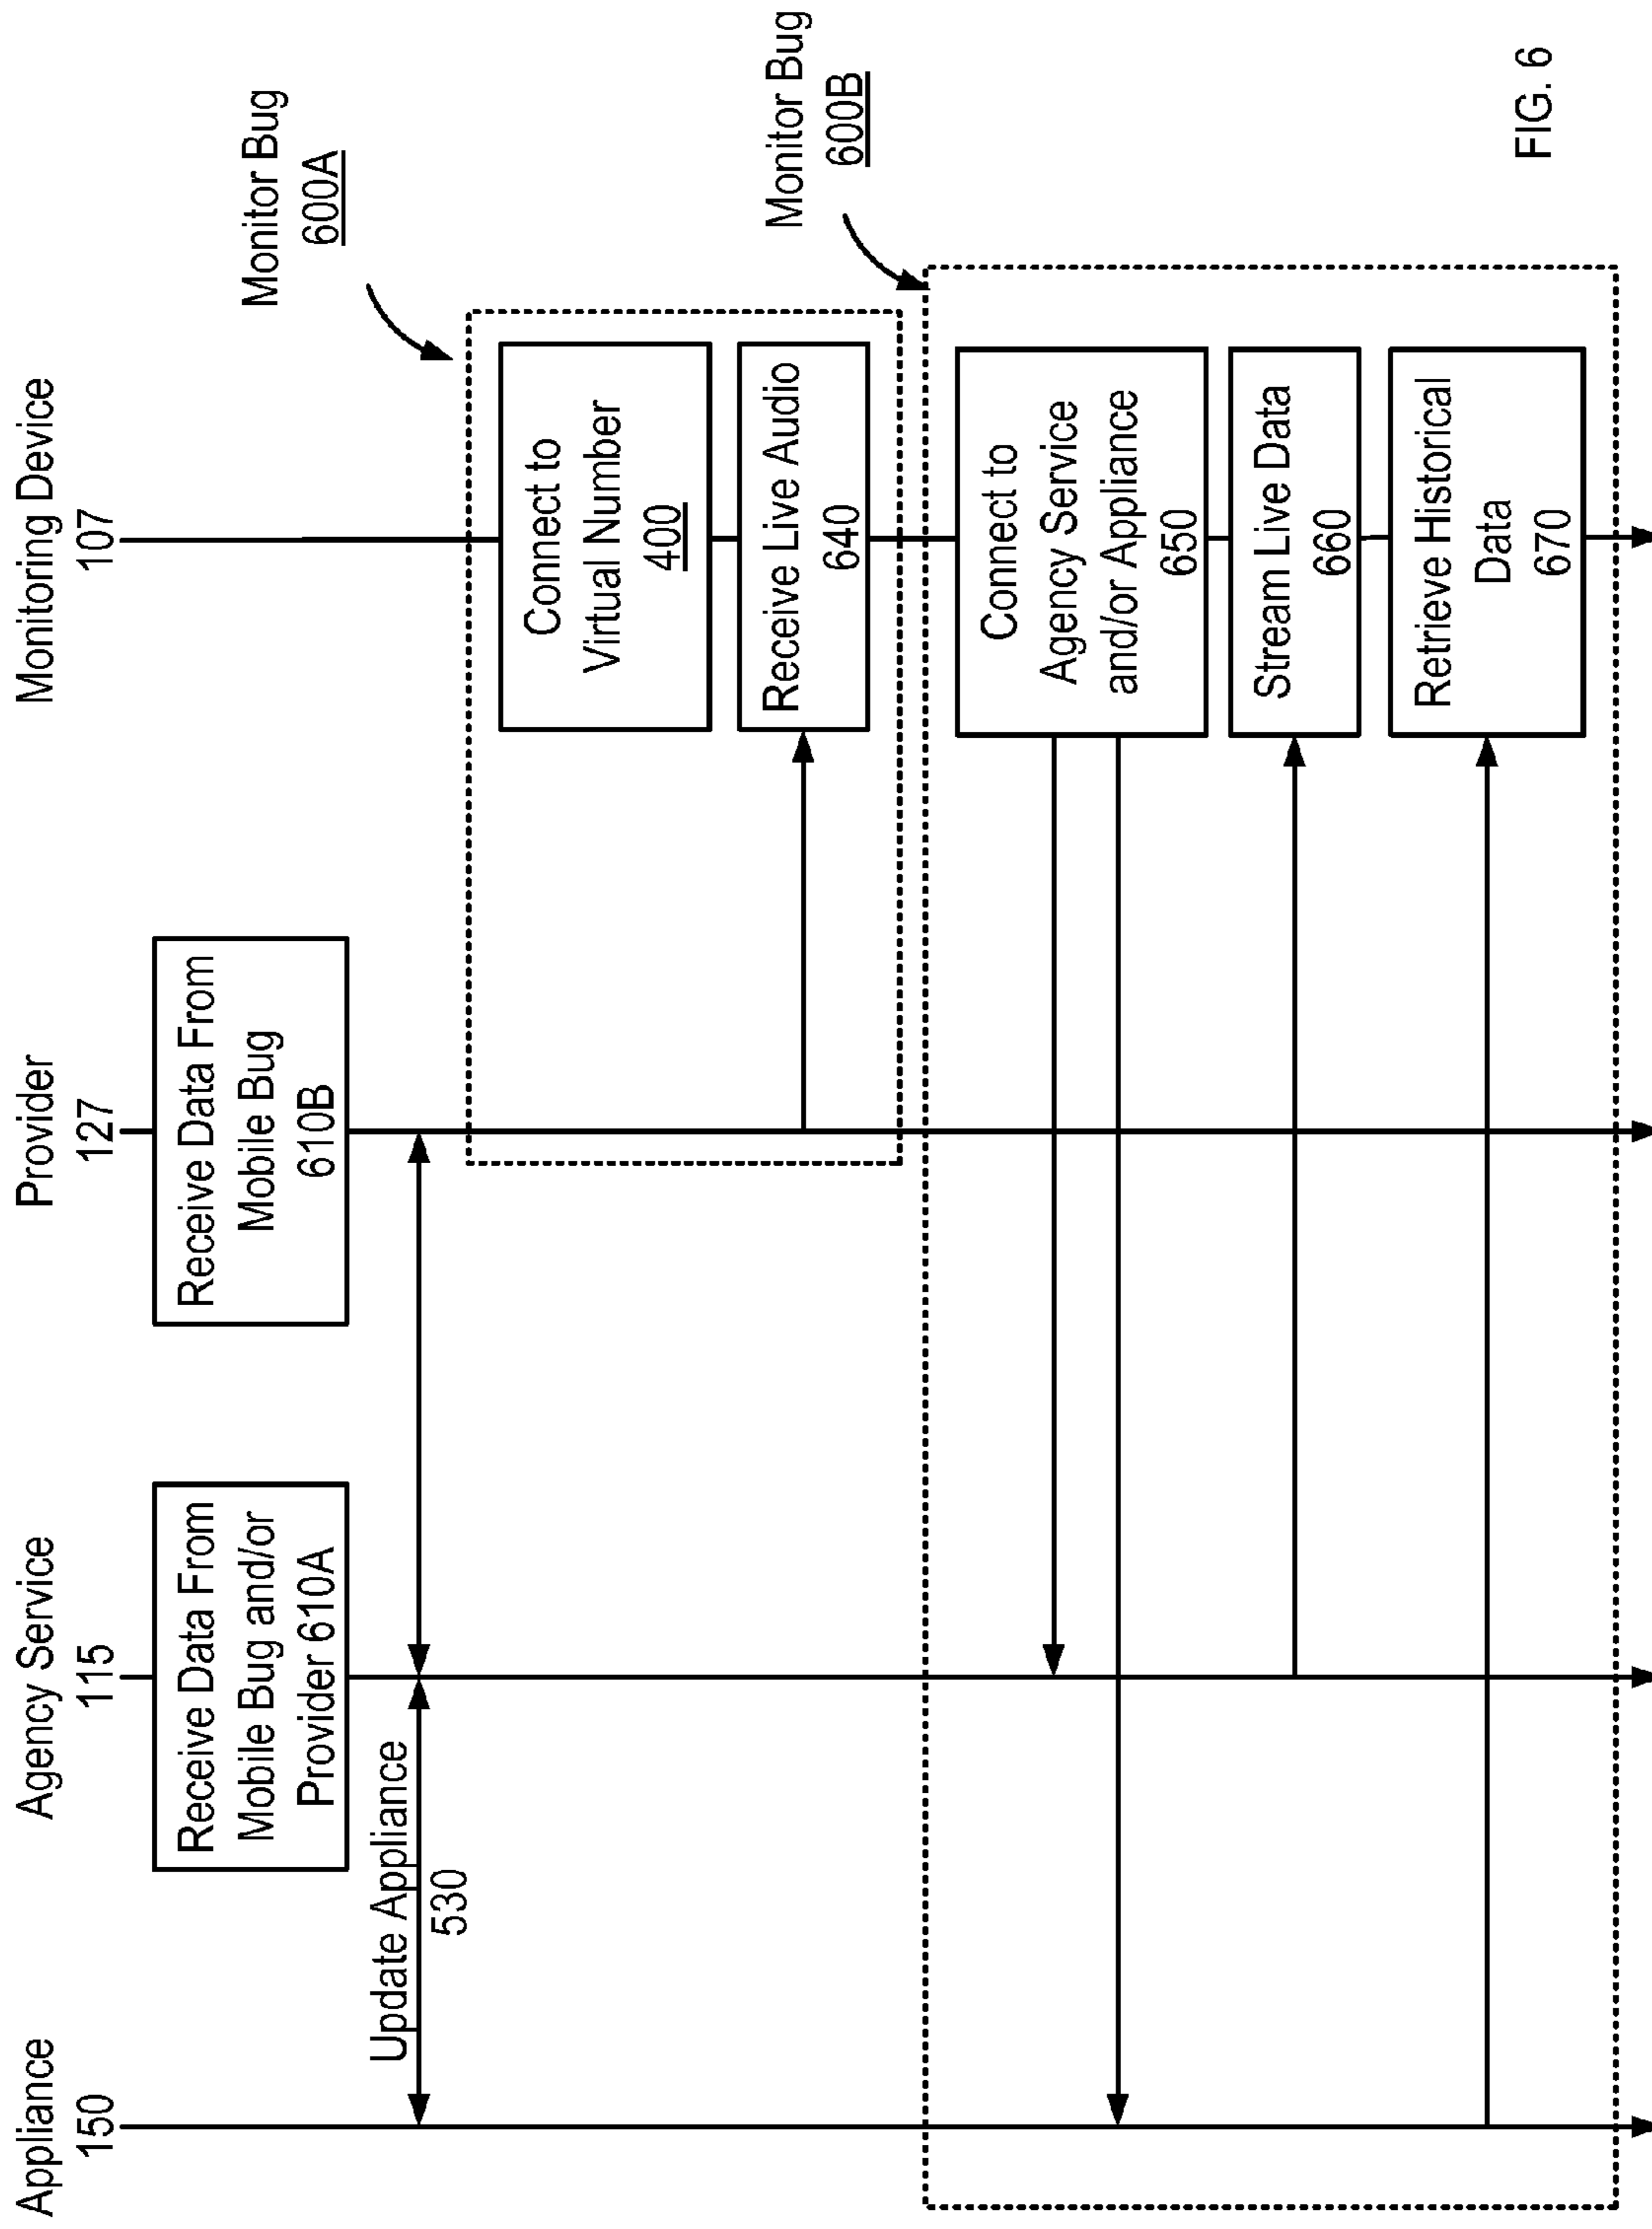 Appliance
150
Agency Service
115
Provider
127
Monitoring Device
107
Receive Data From
Mobile Bug and/or
Provider 610A
Receive Data From
Mobile Bug
610B
Update Appliance
530
Monitor Bug
600A
Connect to
Virtual Number
400
Receive Live Audio
640
Monitor Bug
600B
Connect to
Agency Service
and/or Appliance
650
Stream Live Data
660
Retrieve Historical
Data
670
FIG. 6